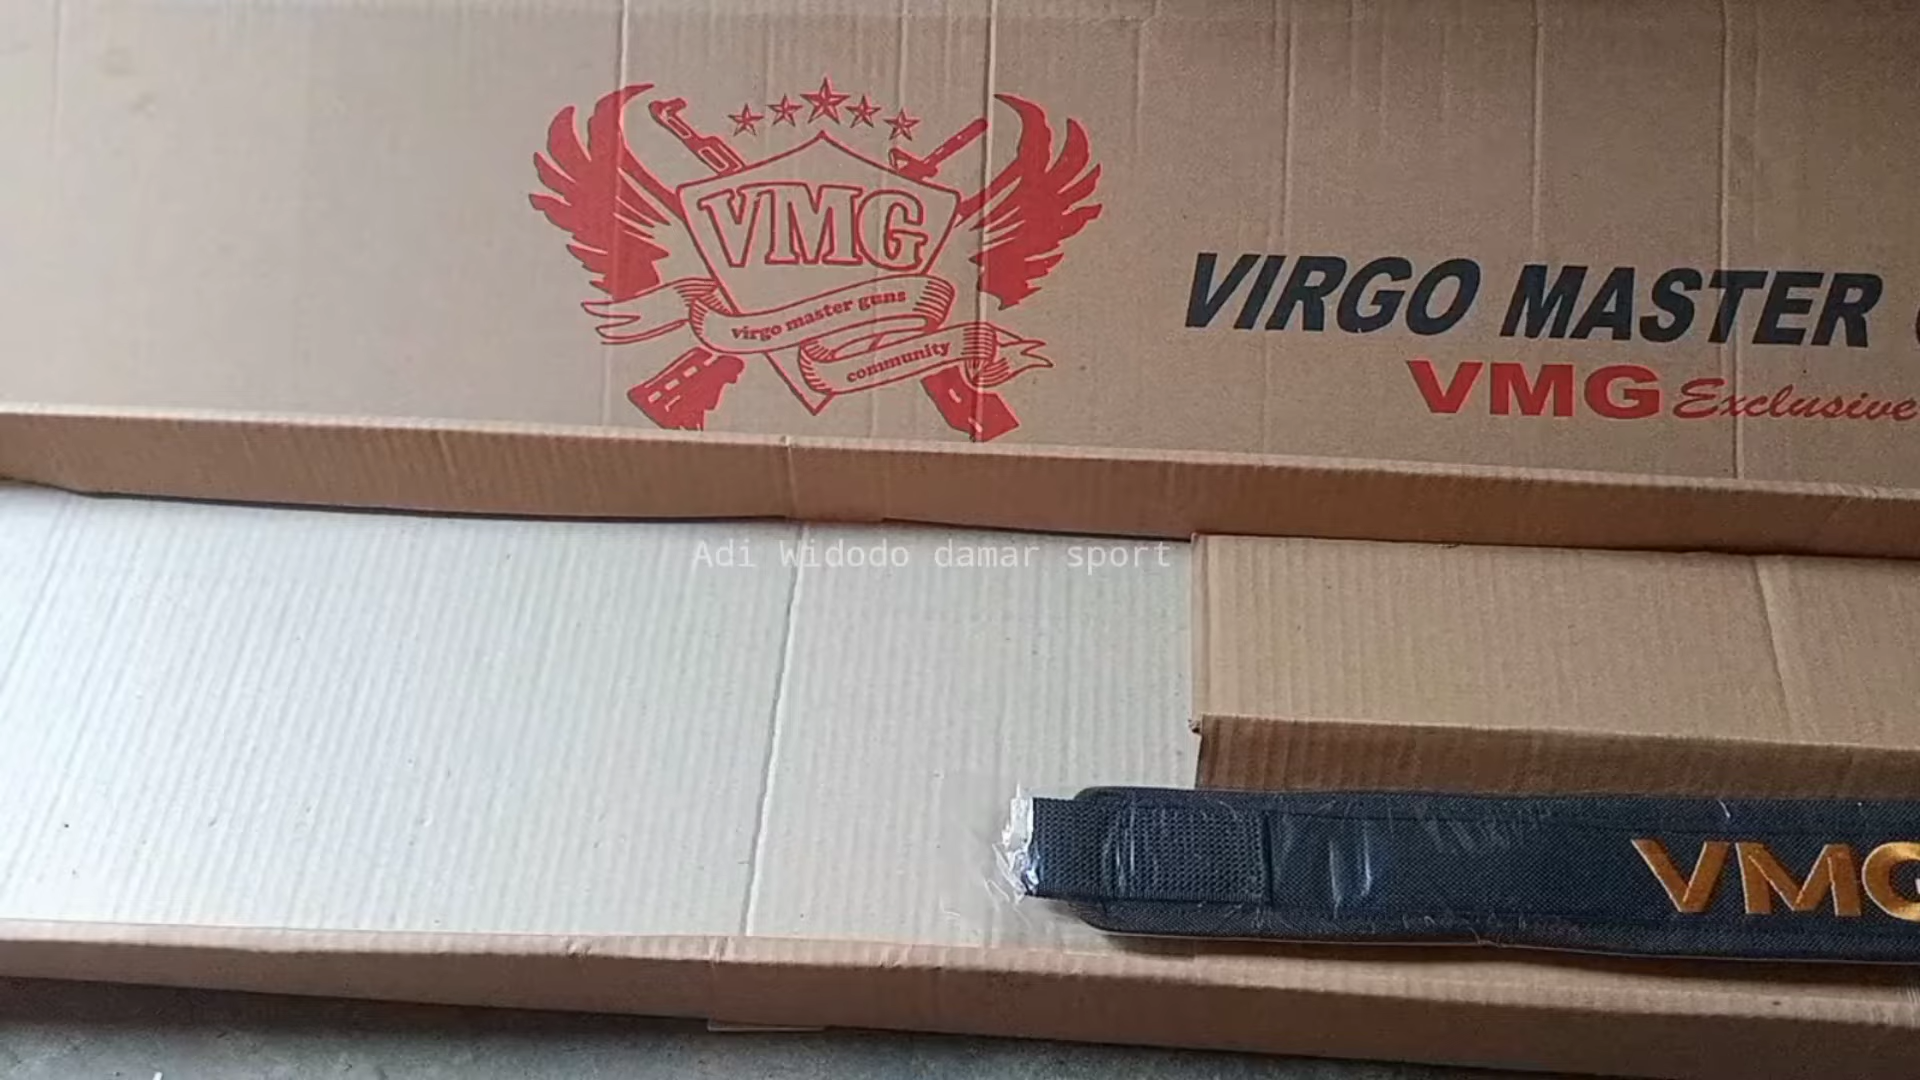 VMG
virgo master guns
community
VIRGO MASTER
VMG Exclusive
Adi Widodo damar sport
VMG